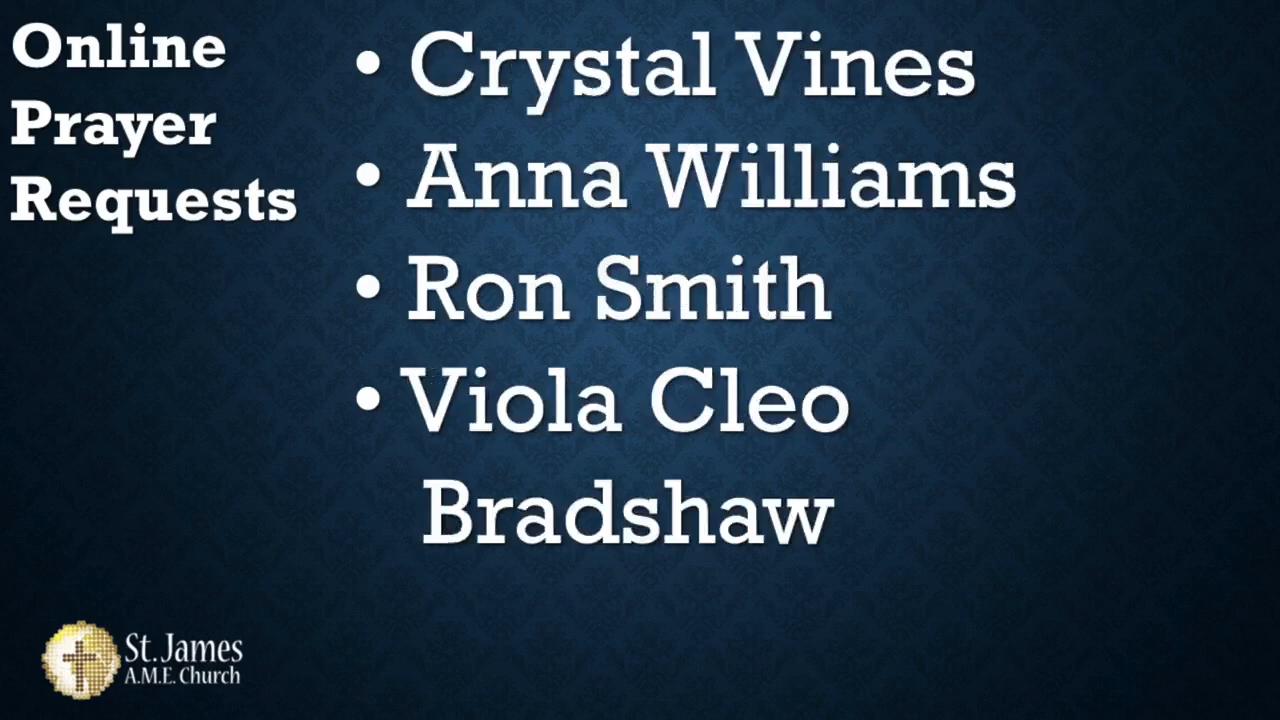 Online
Prayer
Requests
• Crystal Vines
• Anna Williams
• Ron Smith
• Viola Cleo
Bradshaw
St. James
A.M.E. Church